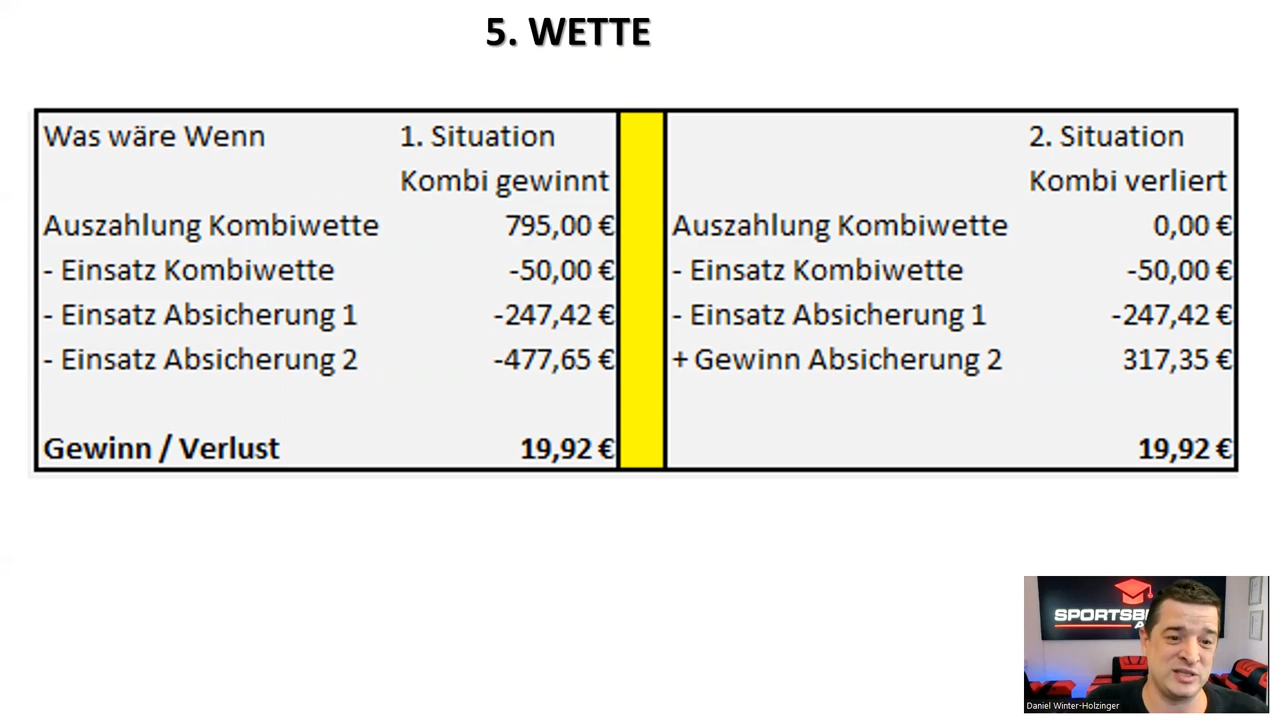 5. WETTE
Was wäre Wenn 1. Situation 2. Situation
Kombi gewinnt Kombi verliert
Auszahlung Kombiwette 795,00 € Auszahlung Kombiwette 0,00 €
- Einsatz Kombiwette -50,00 € - Einsatz Kombiwette -50,00 €
- Einsatz Absicherung 1 -247,42 € - Einsatz Absicherung 1 -247,42 €
- Einsatz Absicherung 2 -477,65 € + Gewinn Absicherung 2 317,35 €
Gewinn / Verlust 19,92 € 19,92 €
Daniel Winter-Holzinger